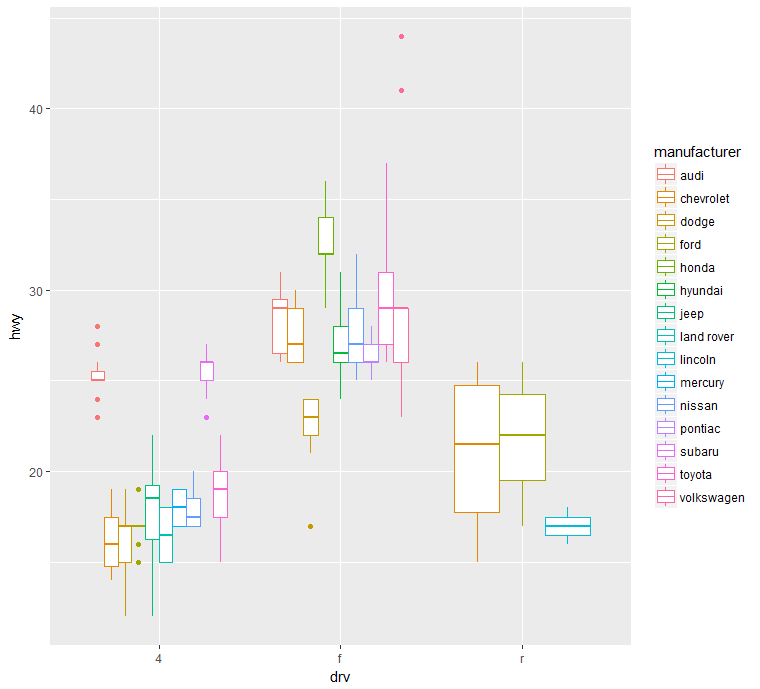 hwy
40
30
20
4
f
r
drv
manufacturer
audi
chevrolet
dodge
ford
honda
hyundai
jeep
land rover
lincoln
mercury
nissan
pontiac
subaru
toyota
volkswagen